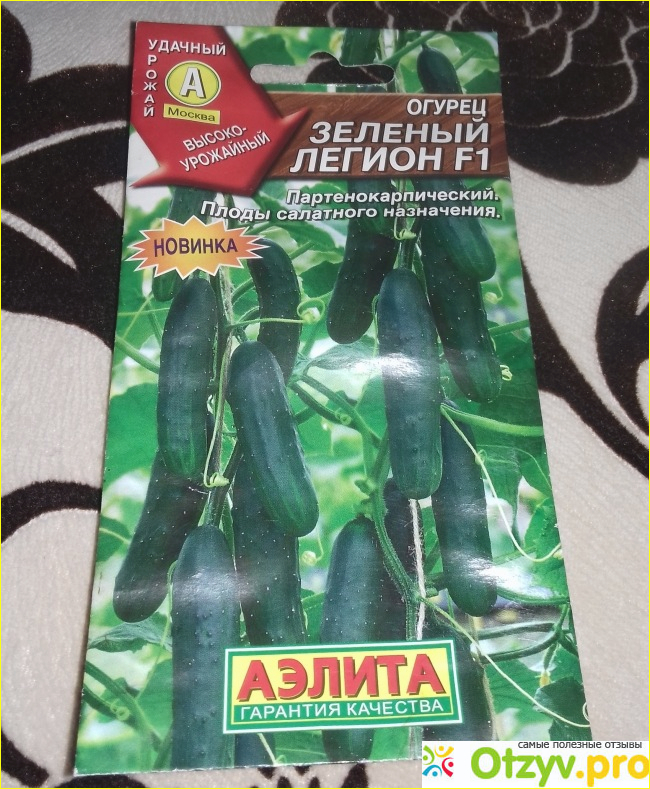 УДАЧНЫЙ
УРОЖАЙ
А
Москва
ВЫСОКО-
УРОЖАЙНЫЙ
ОГУРЕЦ
ЗЕЛЕНЫЙ
ЛЕГИОН F1
Партенокарпический.
Плоды салатного назначения.
НОВИНКА
АЭЛИТА
ГАРАНТИЯ КАЧЕСТВА
самые полезные отзывы
Otzyv.pro